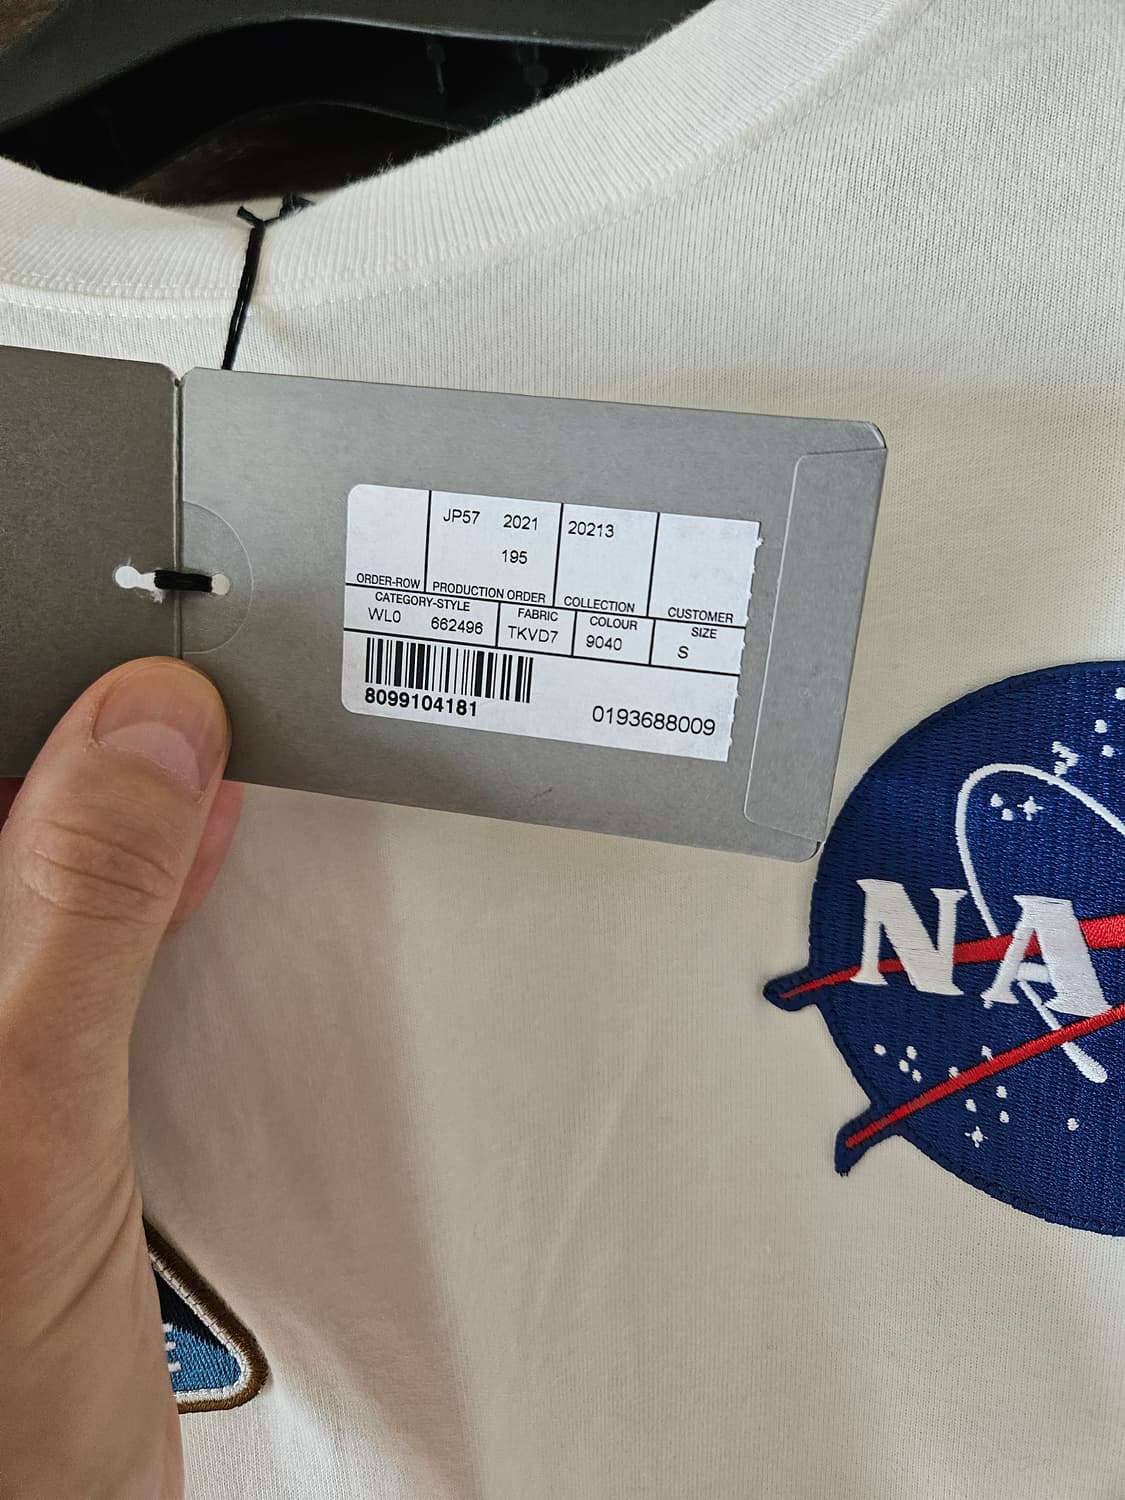 JP57 2021 20213
195
ORDER-ROW PRODUCTION ORDER COLLECTION CUSTOMER
CATEGORY-STYLE FABRIC COLOUR SIZE
WL0 662496 TKVD7 9040 S
8099104181 0193688009
NA
E